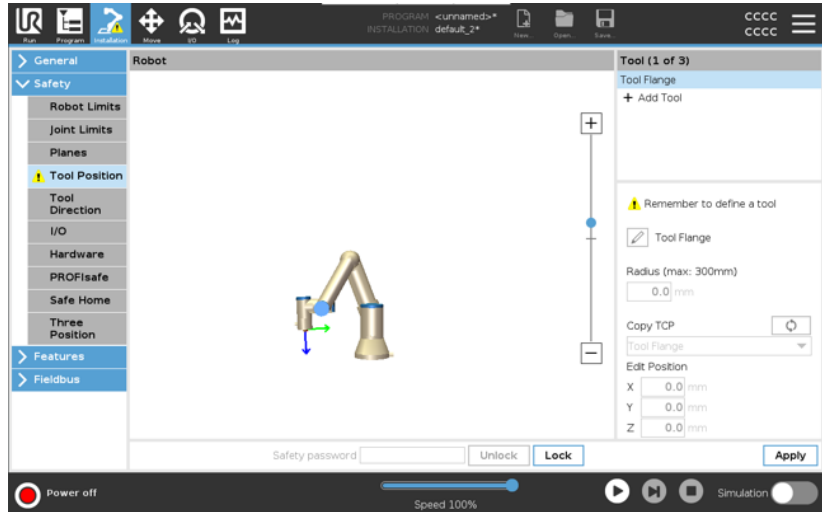 UR
Run
Program
Installation
Move
I/O
Log
PROGRAM <unnamed>*
INSTALLATION default_2*
New...
Open...
Save...
cccc
cccc
General
Safety
Robot Limits
Joint Limits
Planes
Tool Position
Tool
Direction
I/O
Hardware
PROFIsafe
Safe Home
Three
Position
Features
Fieldbus
Robot
+
−
Safety password
Unlock
Lock
Tool (1 of 3)
Tool Flange
+ Add Tool
Remember to define a tool
Tool Flange
Radius (max: 300mm)
0.0 mm
Copy TCP
Tool Flange
Edit Position
X 0.0 mm
Y 0.0 mm
Z 0.0 mm
Apply
Power off
Speed 100%
Simulation